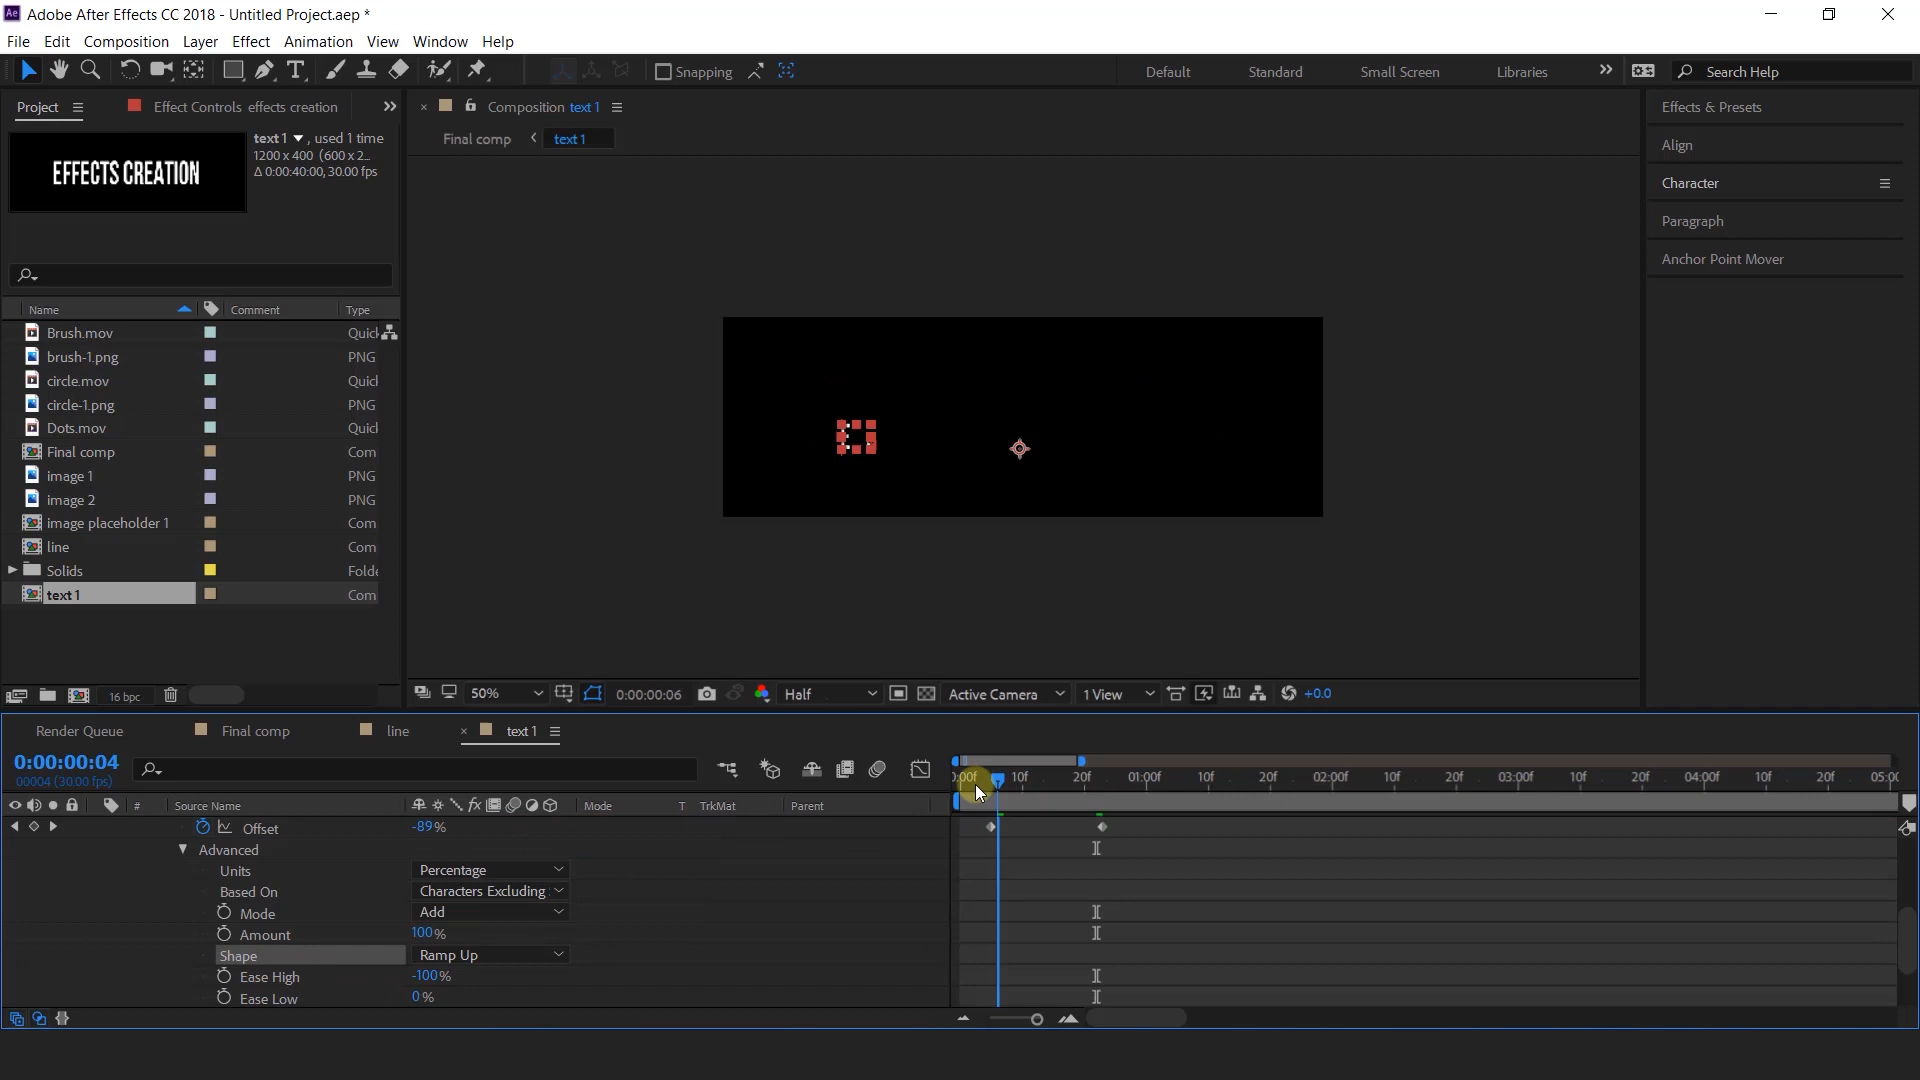 Adobe After Effects CC 2018 - Untitled Project.aep *
File Edit Composition Layer Effect Animation View Window Help
Snapping
Default Standard Small Screen Libraries
Search Help
Project
Effect Controls effects creation
text 1 , used 1 time
1200 x 400 (600 x 2...
Δ 0:00:40:00, 30.00 fps
EFFECTS CREATION
Name Comment Type
Brush.mov Quick
brush-1.png PNG
circle.mov Quick
circle-1.png PNG
Dots.mov Quick
Final comp Com
image 1 PNG
image 2 PNG
image placeholder 1 Com
line Com
Solids Folde
text 1 Com
16 bpc
Composition text 1
Final comp text 1
50% 0:00:00:06 Half Active Camera 1 View +0.0
Effects & Presets
Align
Character
Paragraph
Anchor Point Mover
Render Queue Final comp line text 1
0:00:00:04
00004 (30.00 fps)
0:00f 10f 20f 01:00f 10f 20f 02:00f 10f 20f 03:00f 10f 20f 04:00f 10f 20f 05:00
# Source Name Mode T TrkMat Parent
Offset -89%
Advanced
Units Percentage
Based On Characters Excluding
Mode Add
Amount 100%
Shape Ramp Up
Ease High -100%
Ease Low 0%